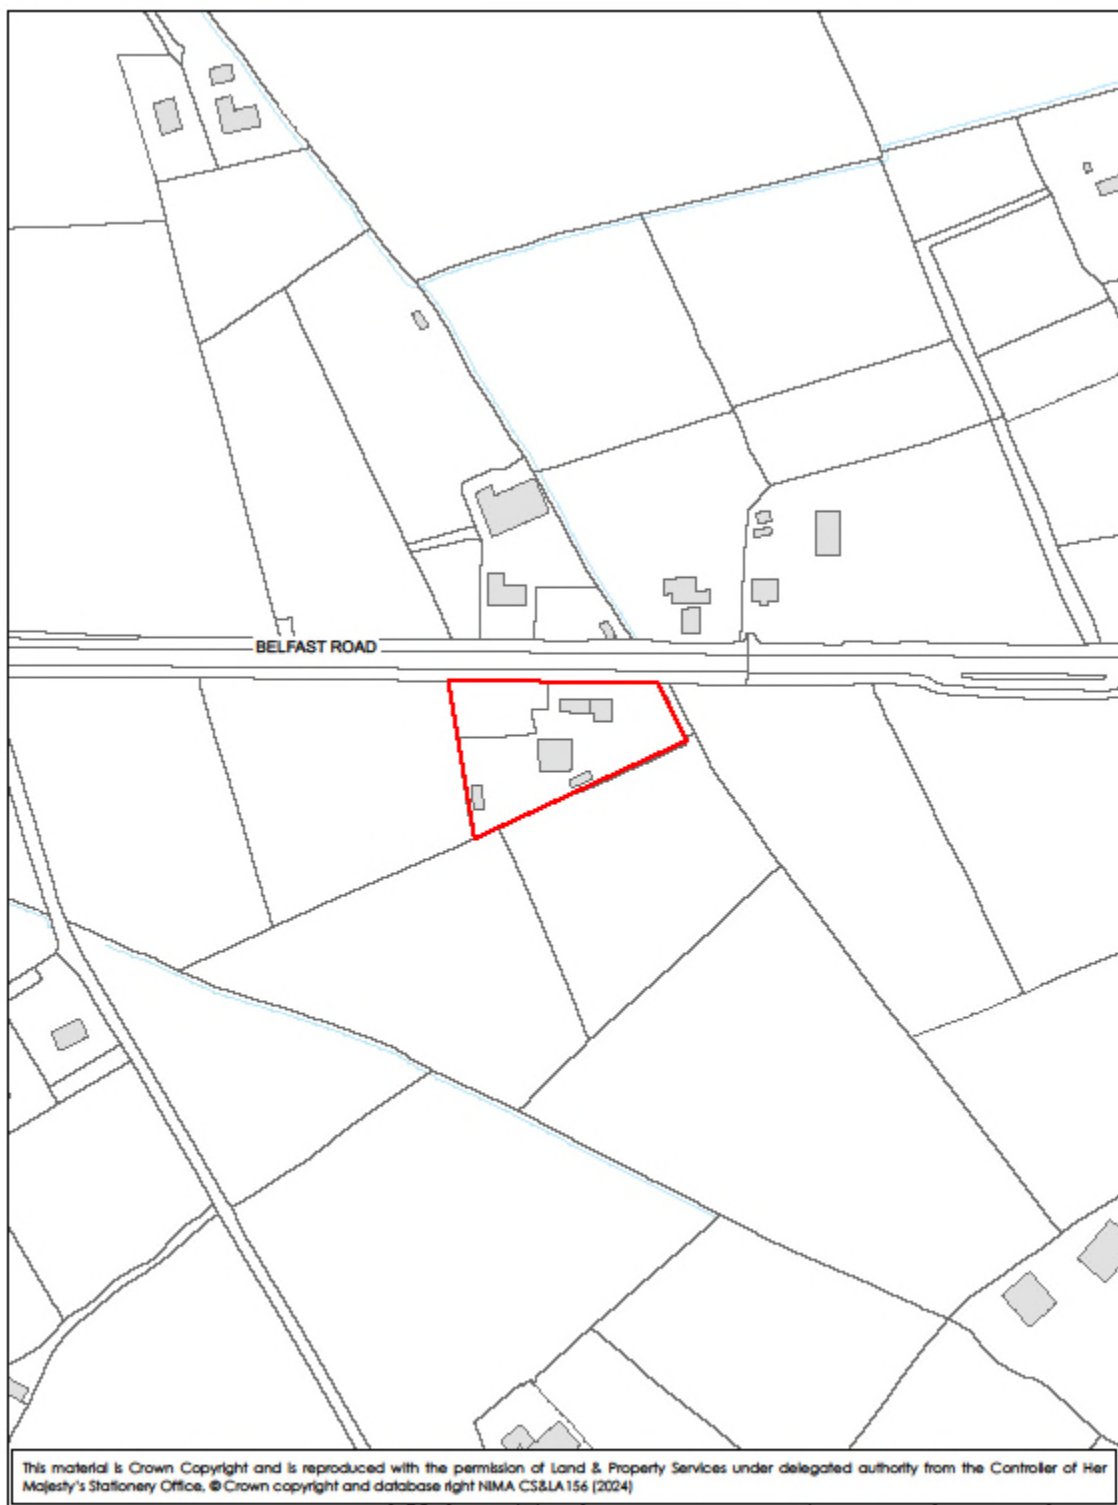 BELFAST ROAD
This material is Crown Copyright and is reproduced with the permission of Land & Property Services under delegated authority from the Controller of Her
Majesty's Stationery Office, © Crown copyright and database right NIMA CS&LA156 (2024)